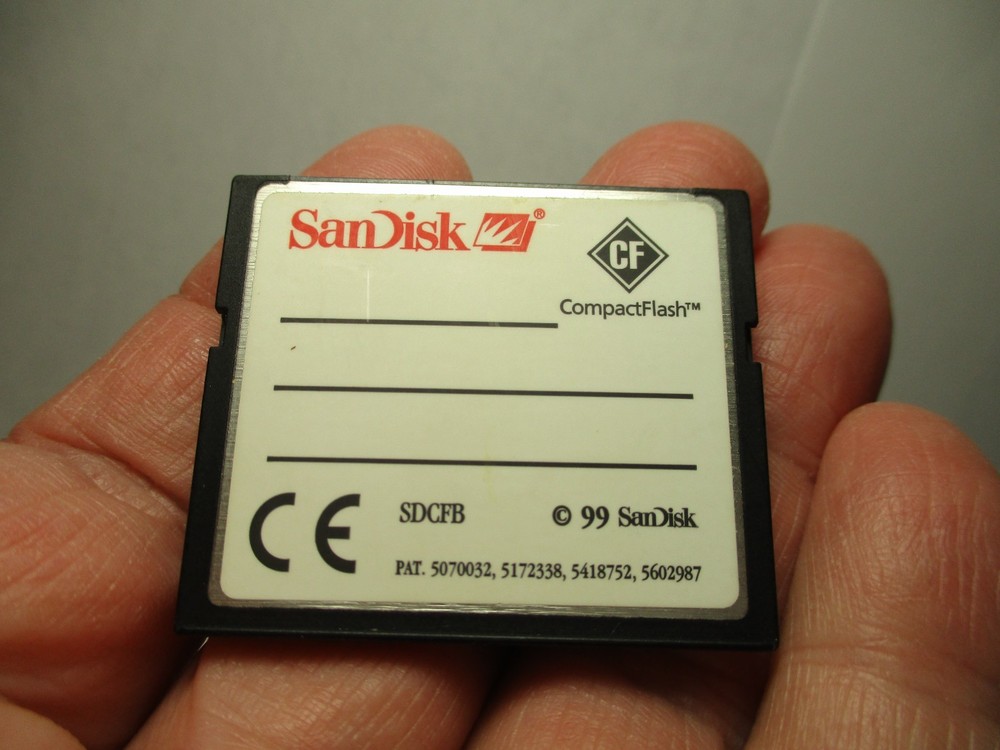 SanDisk ®
CF
CompactFlash™
CE
SDCFB
© 99 SanDisk
PAT. 5070032, 5172338, 5418752, 5602987